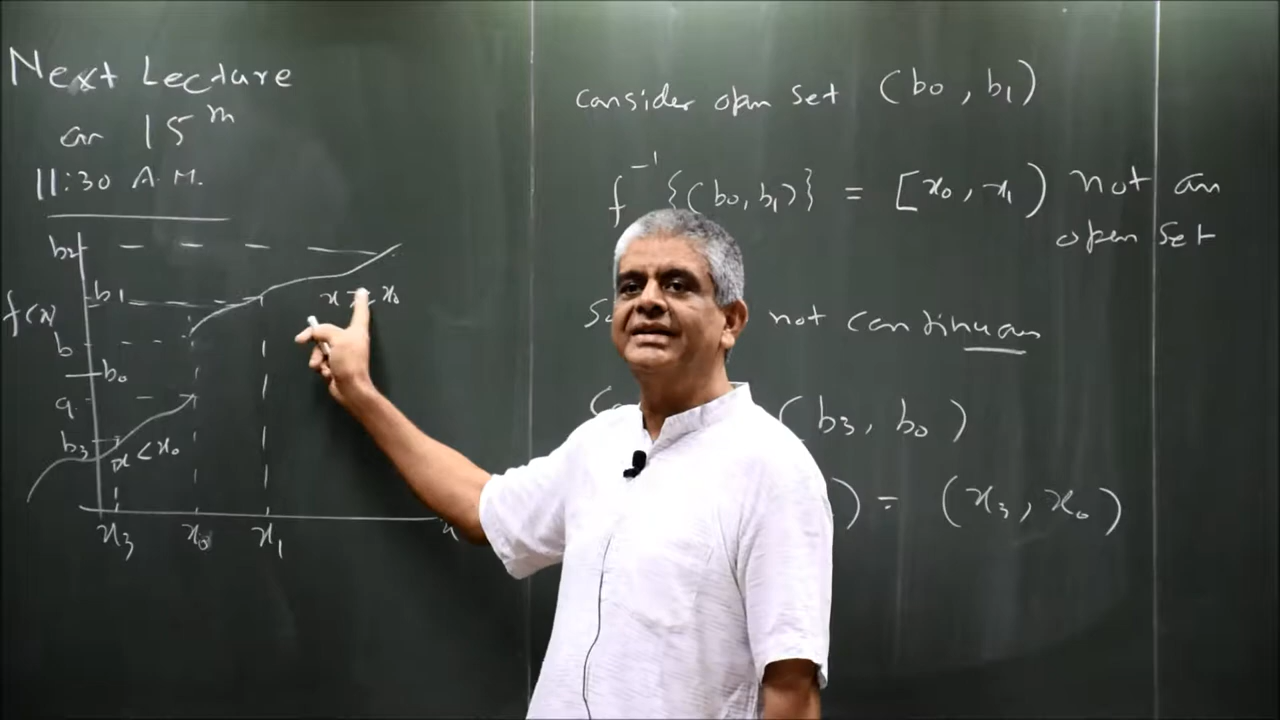 Next Lecture
on 15th
11:30 A.M.
b2
f(x)
b1
x ≥ x0
b
b0
a
b3
x < x0
x3 x0 x1 x
consider open set (b0, b1)
f⁻¹{(b0, b1)} = [x0, x1) not an
open set
not continuous
(b3, b0)
) = (x3, x0)